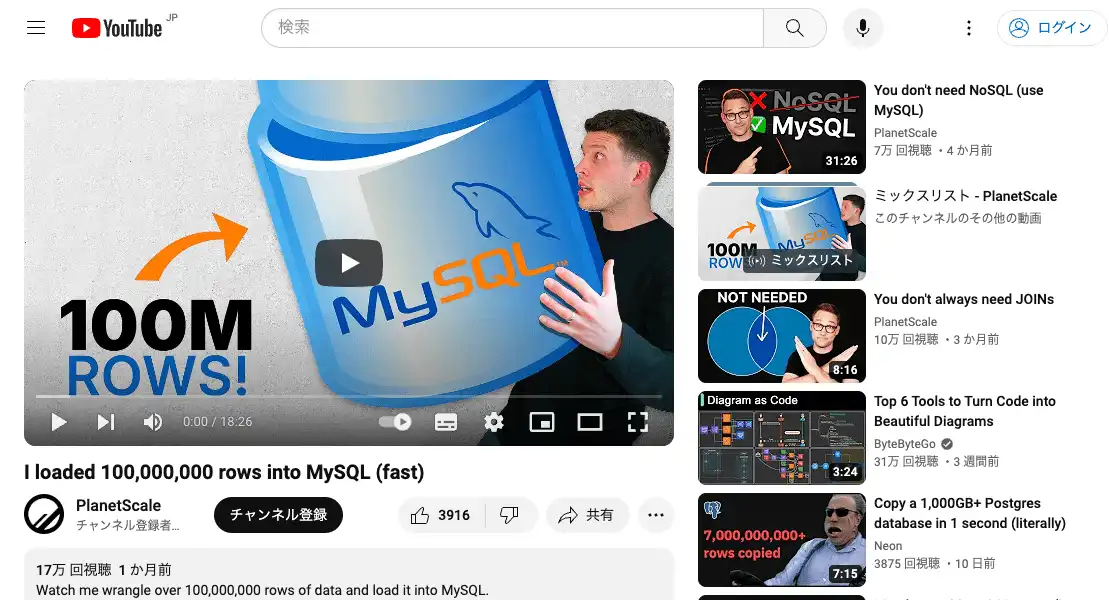 YouTube JP
検索
ログイン
100M
ROWS!
MySQL™
0:00 / 18:26
I loaded 100,000,000 rows into MySQL (fast)
PlanetScale
チャンネル登録者...
チャンネル登録
3916
共有
17万 回視聴 1 か月前
Watch me wrangle over 100,000,000 rows of data and load it into MySQL.
NoSQL
MySQL
31:26
You don't need NoSQL (use
MySQL)
PlanetScale
7万 回視聴 ・4 か月前
100M
ROWS
MySQL
ミックスリスト
ミックスリスト - PlanetScale
このチャンネルのその他の動画
NOT NEEDED
8:16
You don't always need JOINs
PlanetScale
10万 回視聴 ・3 か月前
Diagram as Code
3:24
Top 6 Tools to Turn Code into
Beautiful Diagrams
ByteByteGo
31万 回視聴 ・3 週間前
7,000,000,000+
rows copied
7:15
Copy a 1,000GB+ Postgres
database in 1 second (literally)
Neon
3875 回視聴 ・10 日前